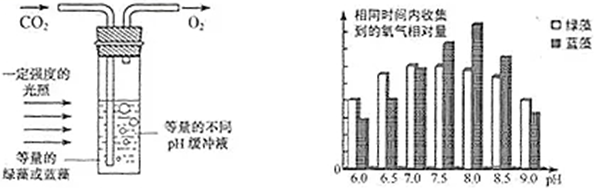 CO₂
O₂
一定强度的
光照
等量的
绿藻或蓝藻
等量的不同
pH缓冲液
相同时间内收集
到的氧气相对量
绿藻
蓝藻
0
6.0 6.5 7.0 7.5 8.0 8.5 9.0 pH